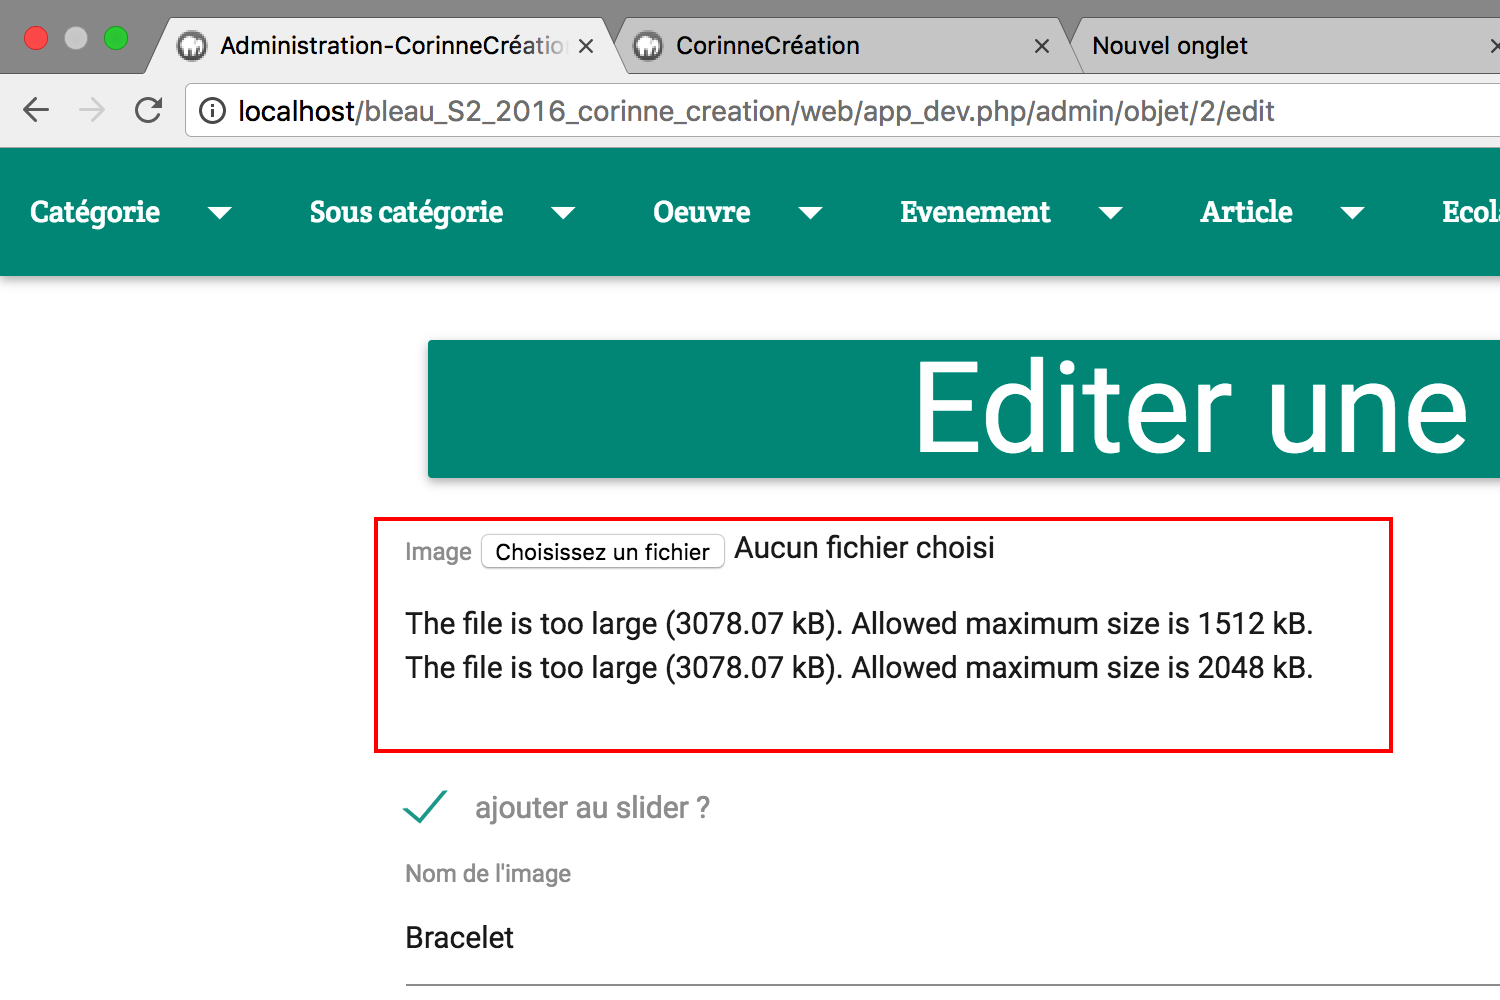 Administration-CorinneCréatio
CorinneCréation
Nouvel onglet
localhost/bleau_S2_2016_corinne_creation/web/app_dev.php/admin/objet/2/edit
Catégorie Sous catégorie Oeuvre Evenement Article Ecol
Editer une
Image Choisissez un fichier Aucun fichier choisi
The file is too large (3078.07 kB). Allowed maximum size is 1512 kB.
The file is too large (3078.07 kB). Allowed maximum size is 2048 kB.
ajouter au slider ?
Nom de l'image
Bracelet